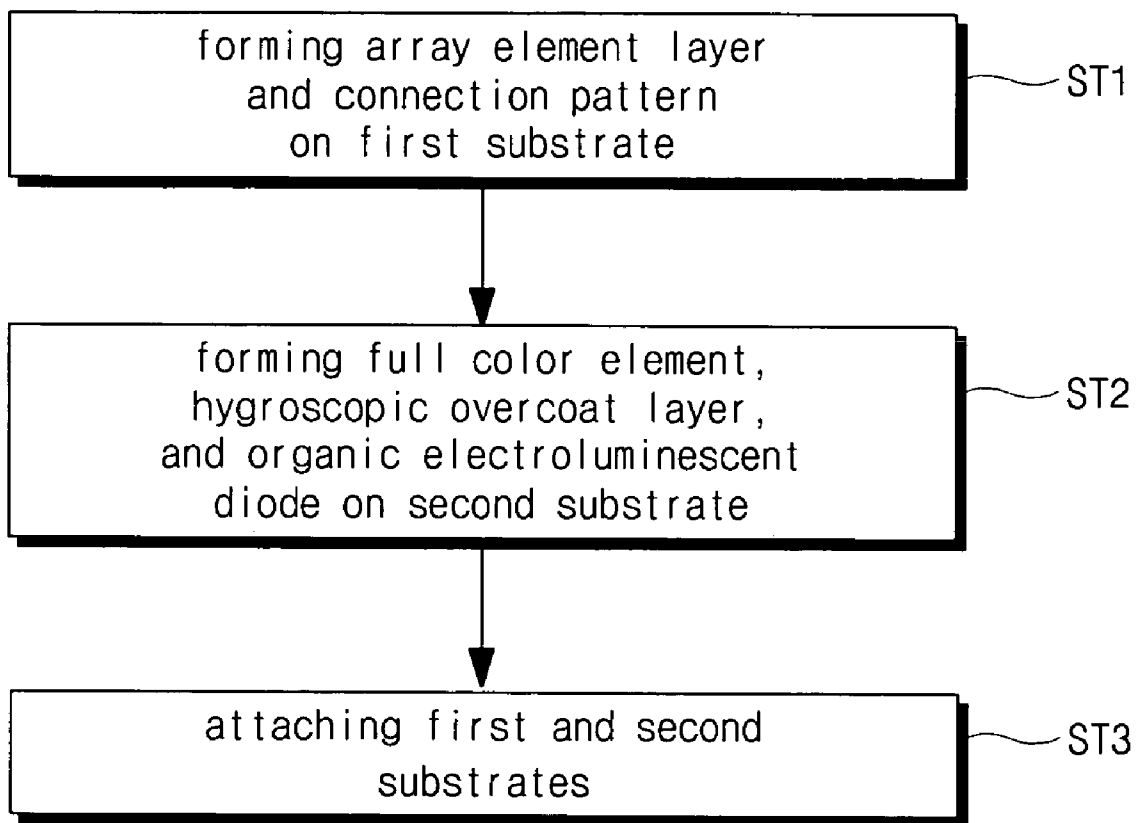 forming array element layer
and connection pattern
on first substrate
ST1
forming full color element,
hygroscopic overcoat layer,
and organic electroluminescent
diode on second substrate
ST2
attaching first and second
substrates
ST3